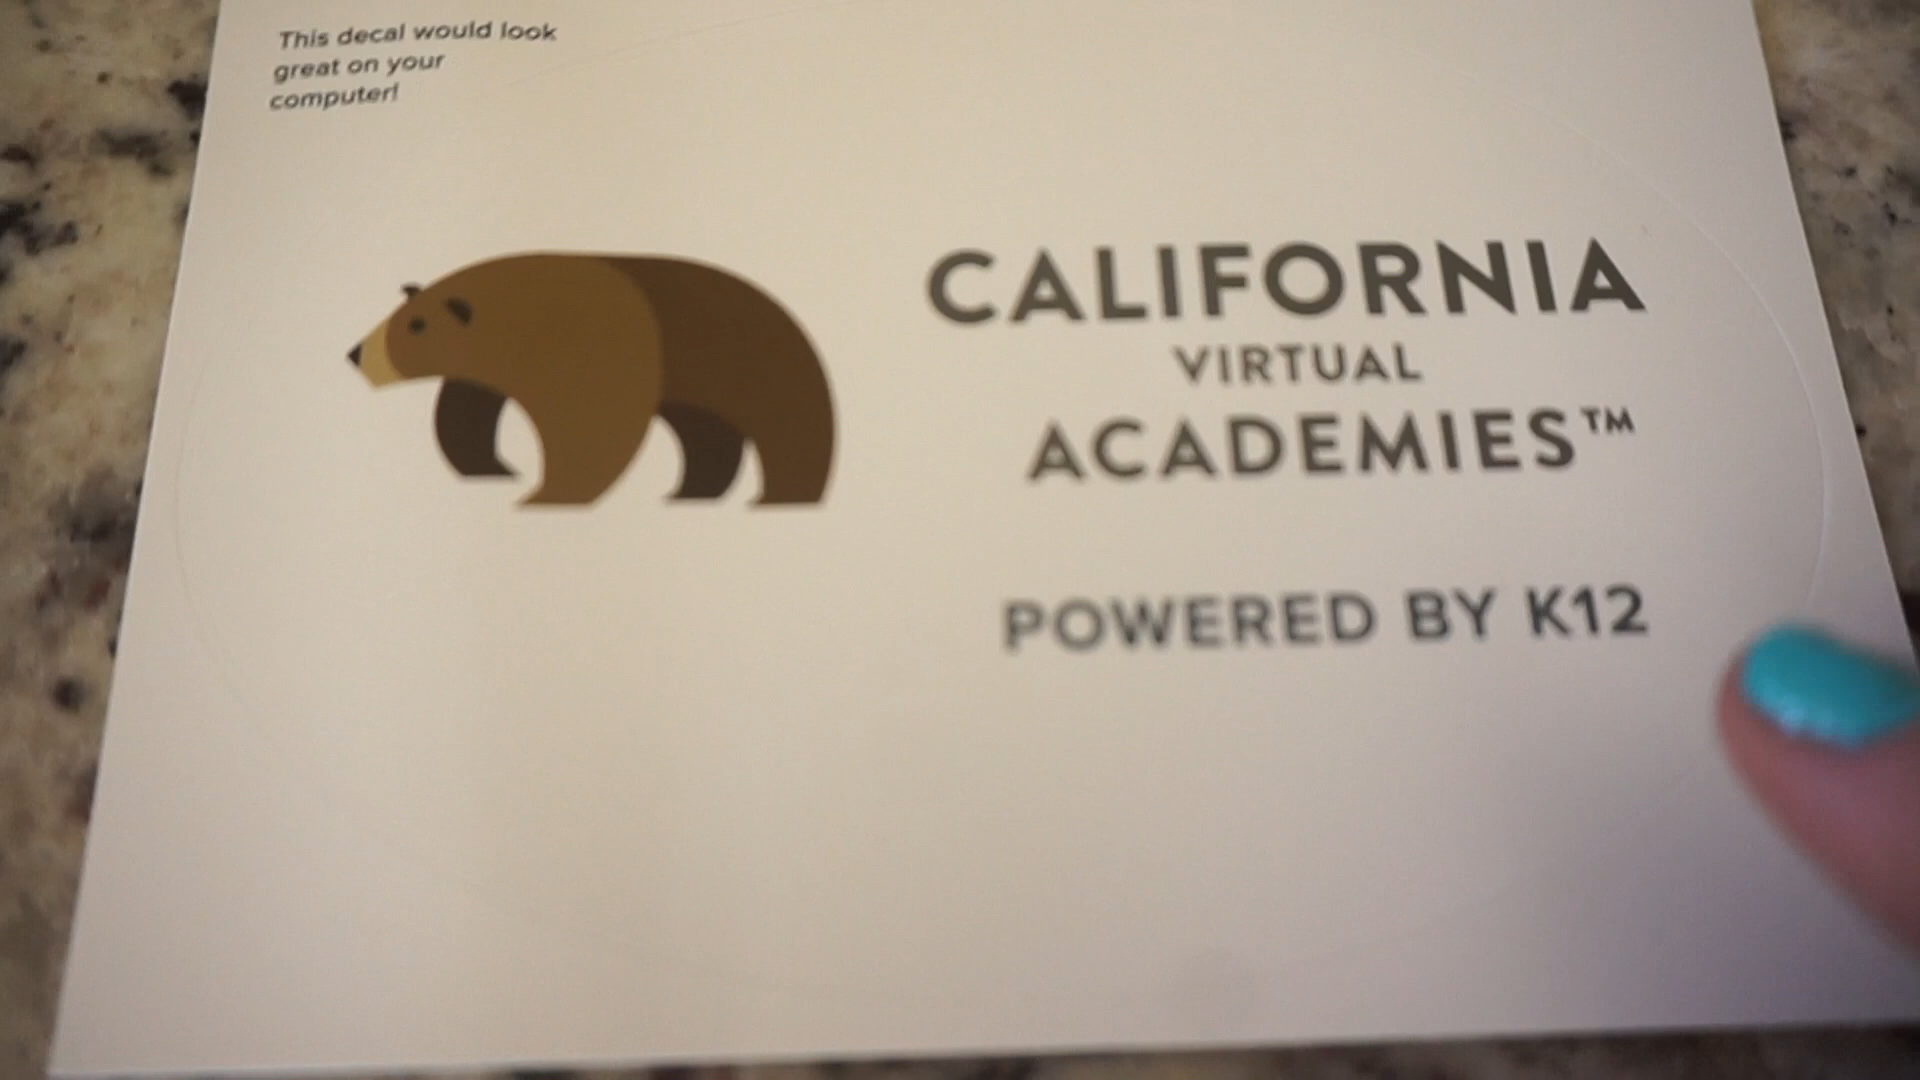 This decal would look
great on your
computer!
CALIFORNIA
VIRTUAL
ACADEMIES™
POWERED BY K12